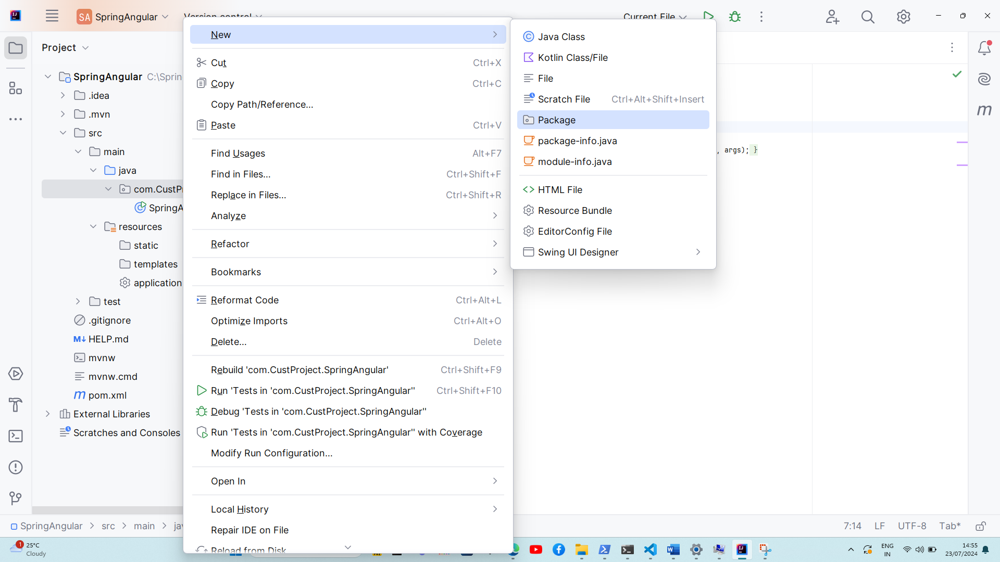 SA SpringAngular
Version control
Current File
Project
SpringAngular C:\Sprin
.idea
.mvn
src
main
java
com.CustPr
SpringA
resources
static
templates
application
test
.gitignore
HELP.md
mvnw
mvnw.cmd
pom.xml
External Libraries
Scratches and Consoles
New
Cut Ctrl+X
Copy Ctrl+C
Copy Path/Reference...
Paste Ctrl+V
Find Usages Alt+F7
Find in Files... Ctrl+Shift+F
Replace in Files... Ctrl+Shift+R
Analyze
Refactor
Bookmarks
Reformat Code Ctrl+Alt+L
Optimize Imports Ctrl+Alt+O
Delete... Delete
Rebuild 'com.CustProject.SpringAngular' Ctrl+Shift+F9
Run 'Tests in 'com.CustProject.SpringAngular'' Ctrl+Shift+F10
Debug 'Tests in 'com.CustProject.SpringAngular''
Run 'Tests in 'com.CustProject.SpringAngular'' with Coverage
Modify Run Configuration...
Open In
Local History
Repair IDE on File
Reload from Disk
Java Class
Kotlin Class/File
File
Scratch File Ctrl+Alt+Shift+Insert
Package
package-info.java
module-info.java
HTML File
Resource Bundle
EditorConfig File
Swing UI Designer
, args); }
SpringAngular > src > main > jav
7:14 LF UTF-8 Tab*
1
25°C
Cloudy
ENG
IN
14:55
23/07/2024